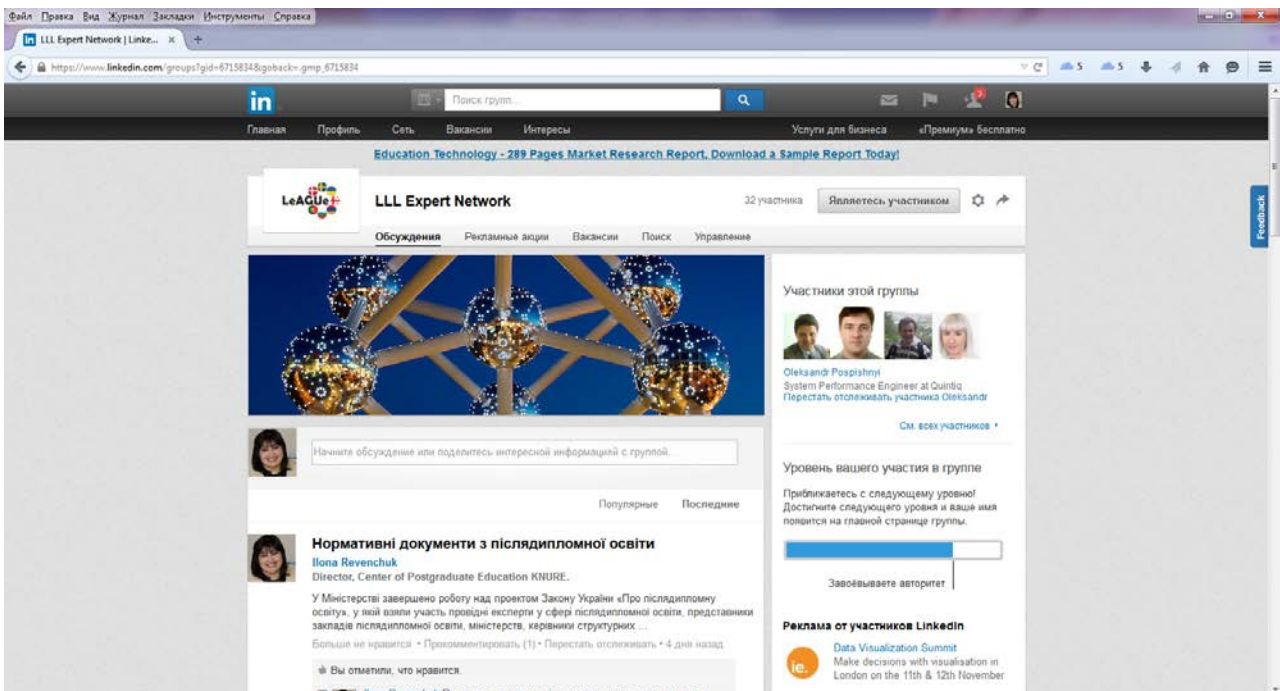 Файл Правка Вид Журнал Закладки Инструменты Справка
in LLL Expert Network | Linke... × +
https://www.linkedin.com/groups?gid=6715834&goback=.gmp_6715834
5 5
in
Поиск групп...
3
Главная Профиль Сеть Вакансии Интересы Услуги для бизнеса «Премиум» бесплатно
Education Technology - 289 Pages Market Research Report, Download a Sample Report Today!
Feedback
LeAGUe
LLL Expert Network 32 участника Являетесь участником
Обсуждения Рекламные акции Вакансии Поиск Управление
Начните обсуждение или поделитесь интересной информацией с группой...
Популярные Последние
Нормативні документи з післядипломної освіти
Ilona Revenchuk
Director, Center of Postgraduate Education KNURE.
У Міністерстві завершено роботу над проектом Закону України «Про післядипломну
освіту», у якій взяли участь провідні експерти у сфері післядипломної освіти, представники
закладів післядипломної освіти, міністерств, керівники структурних ...
Больше не нравится • Прокомментировать (1) • Перестать отслеживать • 4 дня назад
Вы отметили, что нравится.
Участники этой группы
Oleksandr Pospishnyi
System Performance Engineer at Quintiq
Перестать отслеживать участника Oleksandr
См. всех участников
Уровень вашего участия в группе
Приближаетесь с следующему уровню!
Достигните следующего уровня и ваше имя
появится на главной странице группы.
Завоёвываете авторитет
Реклама от участников LinkedIn
ie.
Data Visualization Summit
Make decisions with visualisation in
London on the 11th & 12th November